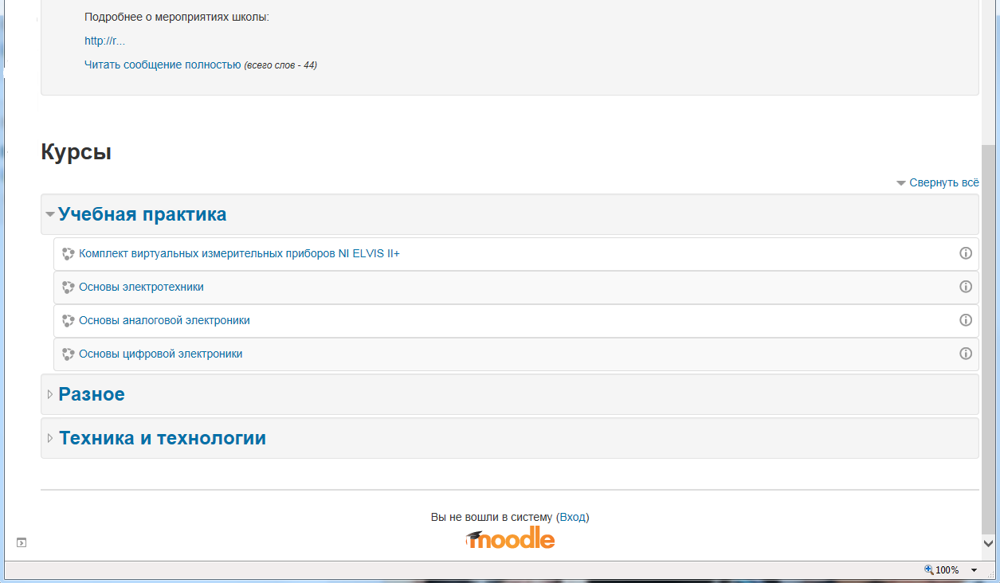 Подробнее о мероприятиях школы:
http://r...
Читать сообщение полностью (всего слов - 44)
Курсы
Свернуть всё
Учебная практика
Комплект виртуальных измерительных приборов NI ELVIS II+
Основы электротехники
Основы аналоговой электроники
Основы цифровой электроники
Разное
Техника и технологии
Вы не вошли в систему (Вход)
moodle
100%